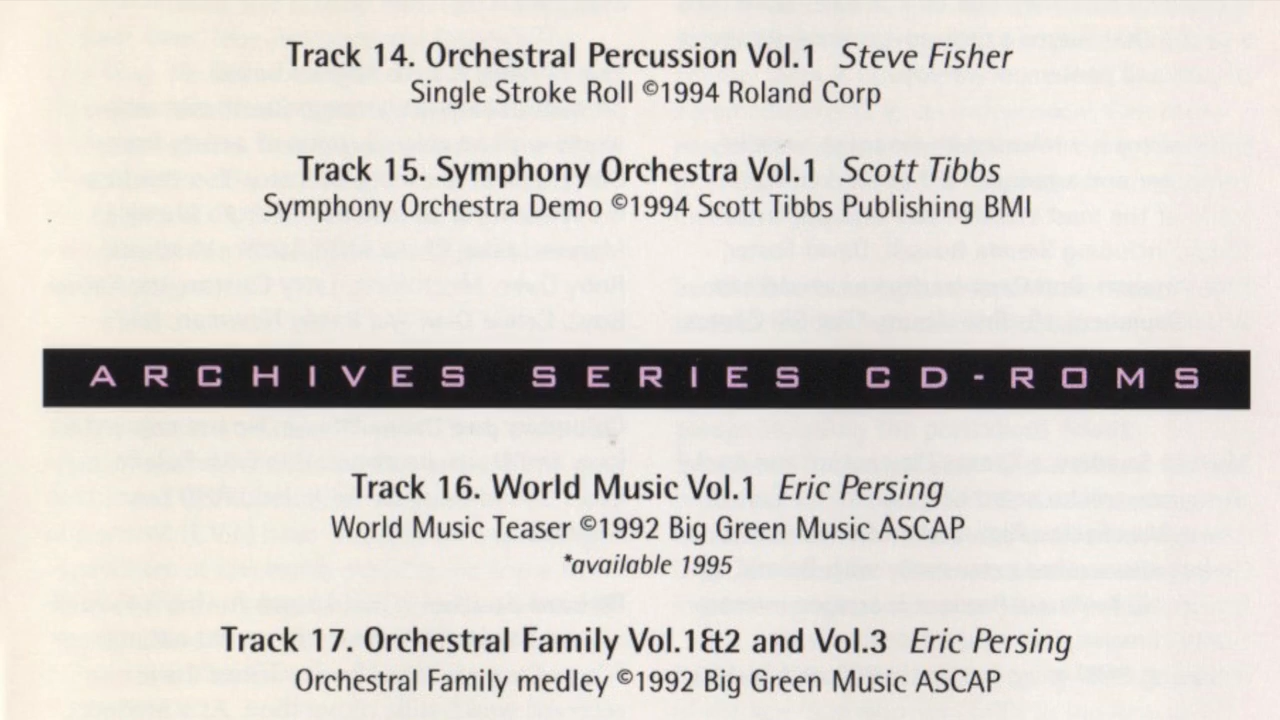 Track 14. Orchestral Percussion Vol.1 Steve Fisher
Single Stroke Roll ©1994 Roland Corp
Track 15. Symphony Orchestra Vol.1 Scott Tibbs
Symphony Orchestra Demo ©1994 Scott Tibbs Publishing BMI
ARCHIVES SERIES CD-ROMS
Track 16. World Music Vol.1 Eric Persing
World Music Teaser ©1992 Big Green Music ASCAP
*available 1995
Track 17. Orchestral Family Vol.1&2 and Vol.3 Eric Persing
Orchestral Family medley ©1992 Big Green Music ASCAP